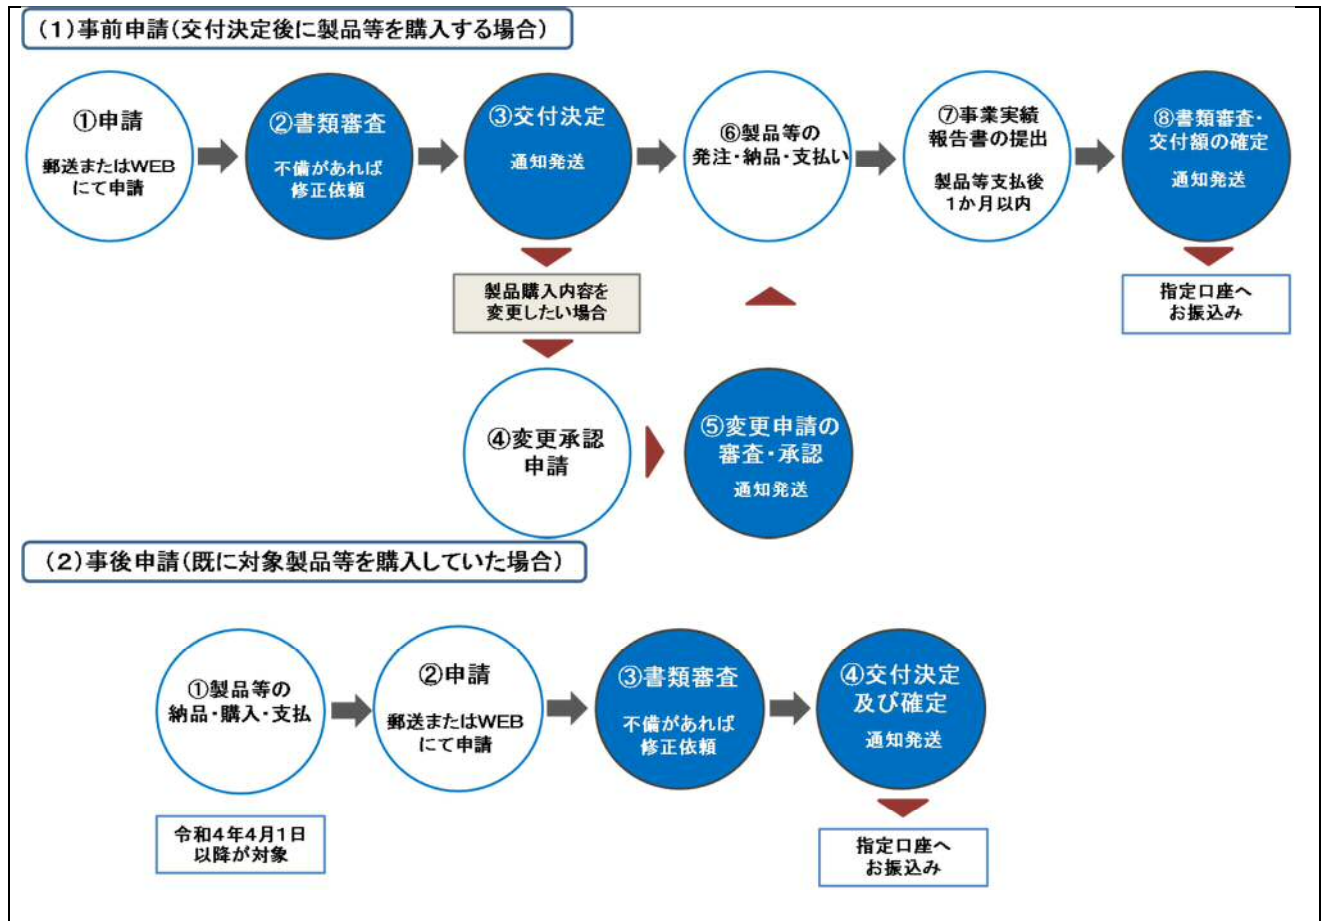 (1)事前申請(交付決定後に製品等を購入する場合)
①申請
郵送またはWEB
にて申請
②書類審査
不備があれば
修正依頼
③交付決定
通知発送
⑥製品等の
発注・納品・支払い
⑦事業実績
報告書の提出
製品等支払後
1か月以内
⑧書類審査・
交付額の確定
通知発送
製品購入内容を
変更したい場合
指定口座へ
お振込み
④変更承認
申請
⑤変更申請の
審査・承認
通知発送
(2)事後申請(既に対象製品等を購入していた場合)
①製品等の
納品・購入・支払
②申請
郵送またはWEB
にて申請
③書類審査
不備があれば
修正依頼
④交付決定
及び確定
通知発送
令和4年4月1日
以降が対象
指定口座へ
お振込み